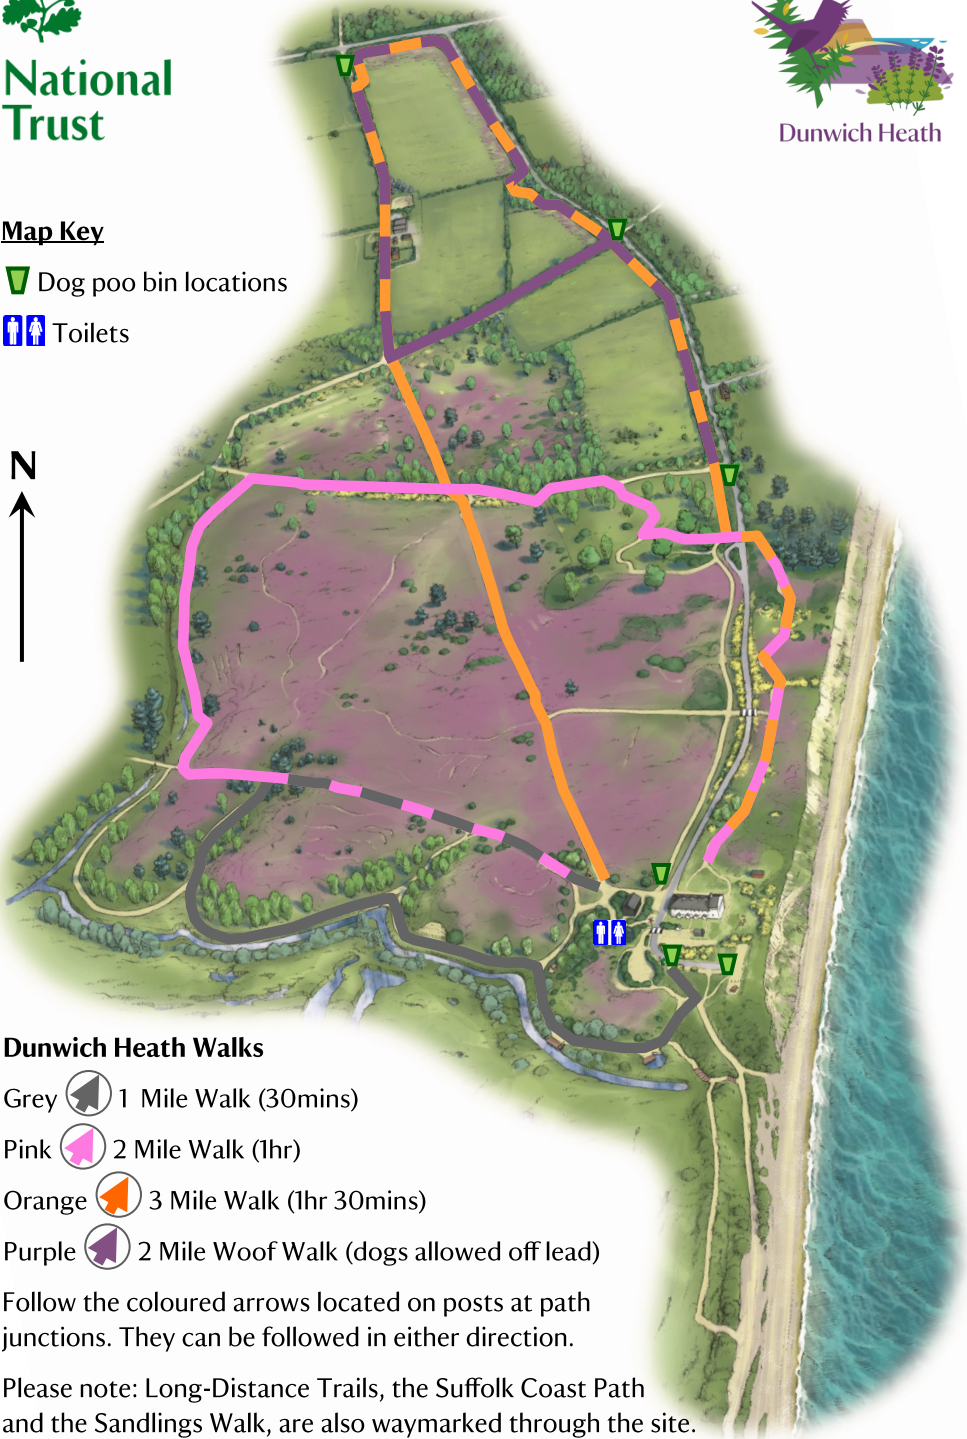 National
Trust
Dunwich Heath
Map Key
Dog poo bin locations
Toilets
N
Dunwich Heath Walks
Grey 1 Mile Walk (30mins)
Pink 2 Mile Walk (1hr)
Orange 3 Mile Walk (1hr 30mins)
Purple 2 Mile Woof Walk (dogs allowed off lead)
Follow the coloured arrows located on posts at path
junctions. They can be followed in either direction.
Please note: Long-Distance Trails, the Suffolk Coast Path
and the Sandlings Walk, are also waymarked through the site.